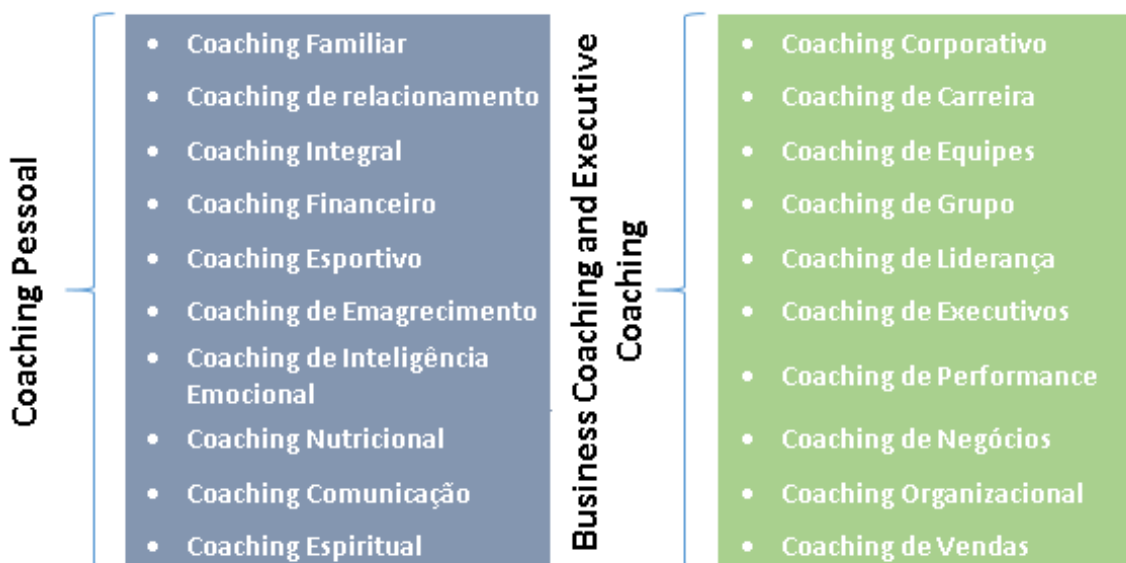 Coaching Pessoal
• Coaching Familiar
• Coaching de relacionamento
• Coaching Integral
• Coaching Financeiro
• Coaching Esportivo
• Coaching de Emagrecimento
• Coaching de Inteligência
Emocional
• Coaching Nutricional
• Coaching Comunicação
• Coaching Espiritual
Business Coaching and Executive
Coaching
• Coaching Corporativo
• Coaching de Carreira
• Coaching de Equipes
• Coaching de Grupo
• Coaching de Liderança
• Coaching de Executivos
• Coaching de Performance
• Coaching de Negócios
• Coaching Organizacional
• Coaching de Vendas